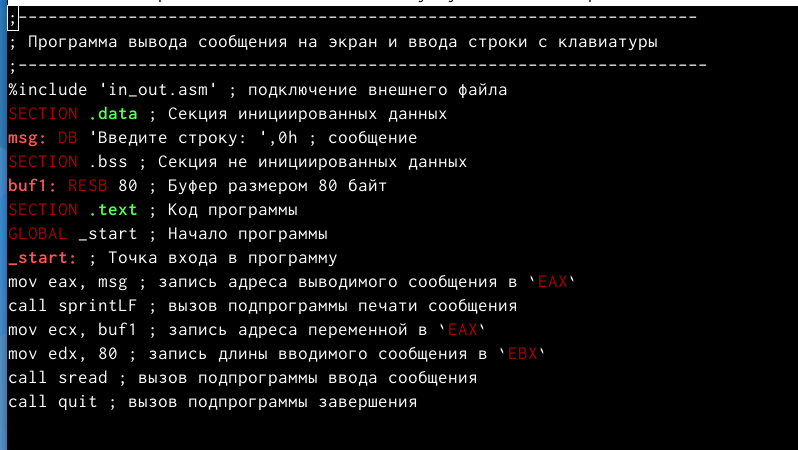 ;--------------------------------------------------------------------
; Программа вывода сообщения на экран и ввода строки с клавиатуры
;---------------------------------------------------------------------
%include 'in_out.asm' ; подключение внешнего файла
SECTION .data ; Секция инициированных данных
msg: DB 'Введите строку: ',0h ; сообщение
SECTION .bss ; Секция не инициированных данных
buf1: RESB 80 ; Буфер размером 80 байт
SECTION .text ; Код программы
GLOBAL _start ; Начало программы
_start: ; Точка входа в программу
mov eax, msg ; запись адреса выводимого сообщения в `EAX`
call sprintLF ; вызов подпрограммы печати сообщения
mov ecx, buf1 ; запись адреса переменной в `EAX`
mov edx, 80 ; запись длины вводимого сообщения в `EBX`
call sread ; вызов подпрограммы ввода сообщения
call quit ; вызов подпрограммы завершения